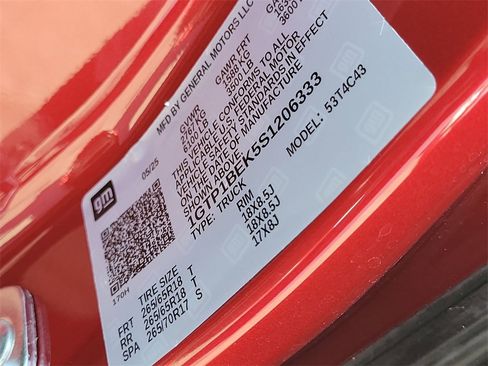 MFD BY GENERAL MOTORS LLC
05/25
GVWR
2767 KG
6100 LB
GAWR FRT
3500 LB
GA
3600
THIS VEHICLE CONFORMS TO ALL
APPLICABLE U.S. FEDERAL MOTOR
VEHICLE SAFETY STANDARDS IN EFFECT
ON THE DATE OF MANUFACTURE
SHOWN ABOVE.
1GTP1BEK5S1206333
TYPE: TRUCK
MODEL: 53T4C43
gm
170H
TIRE SIZE RIM
FRT 265/65R18 T 18X8.5J
RR 265/65R18 T 18X8.5J
SPA 265/70R17 S 17X8J